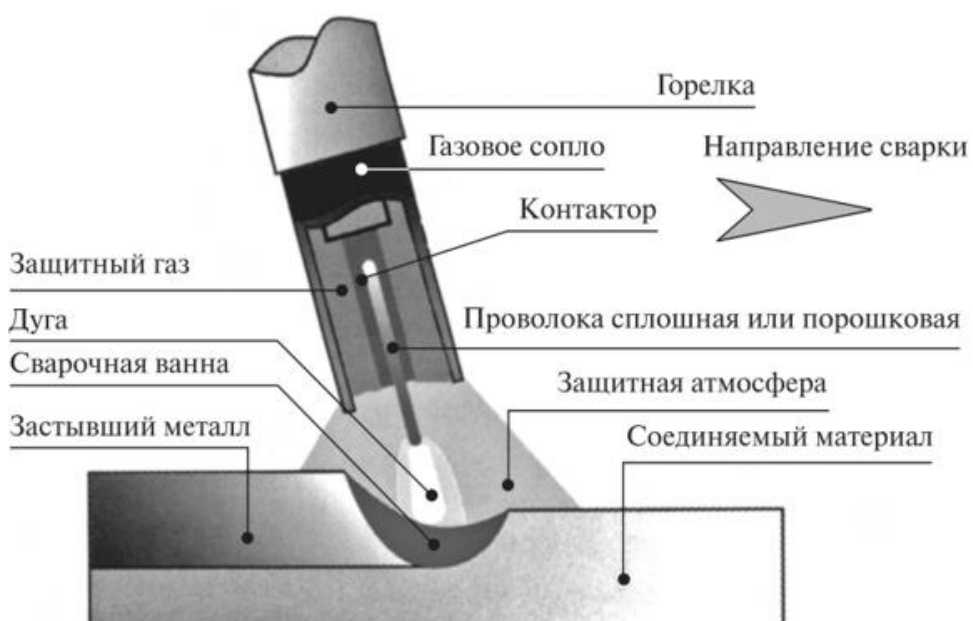 Горелка
Газовое сопло
Направление сварки
Контактор
Защитный газ
Дуга
Проволока сплошная или порошковая
Сварочная ванна
Защитная атмосфера
Застывший металл
Соединяемый материал